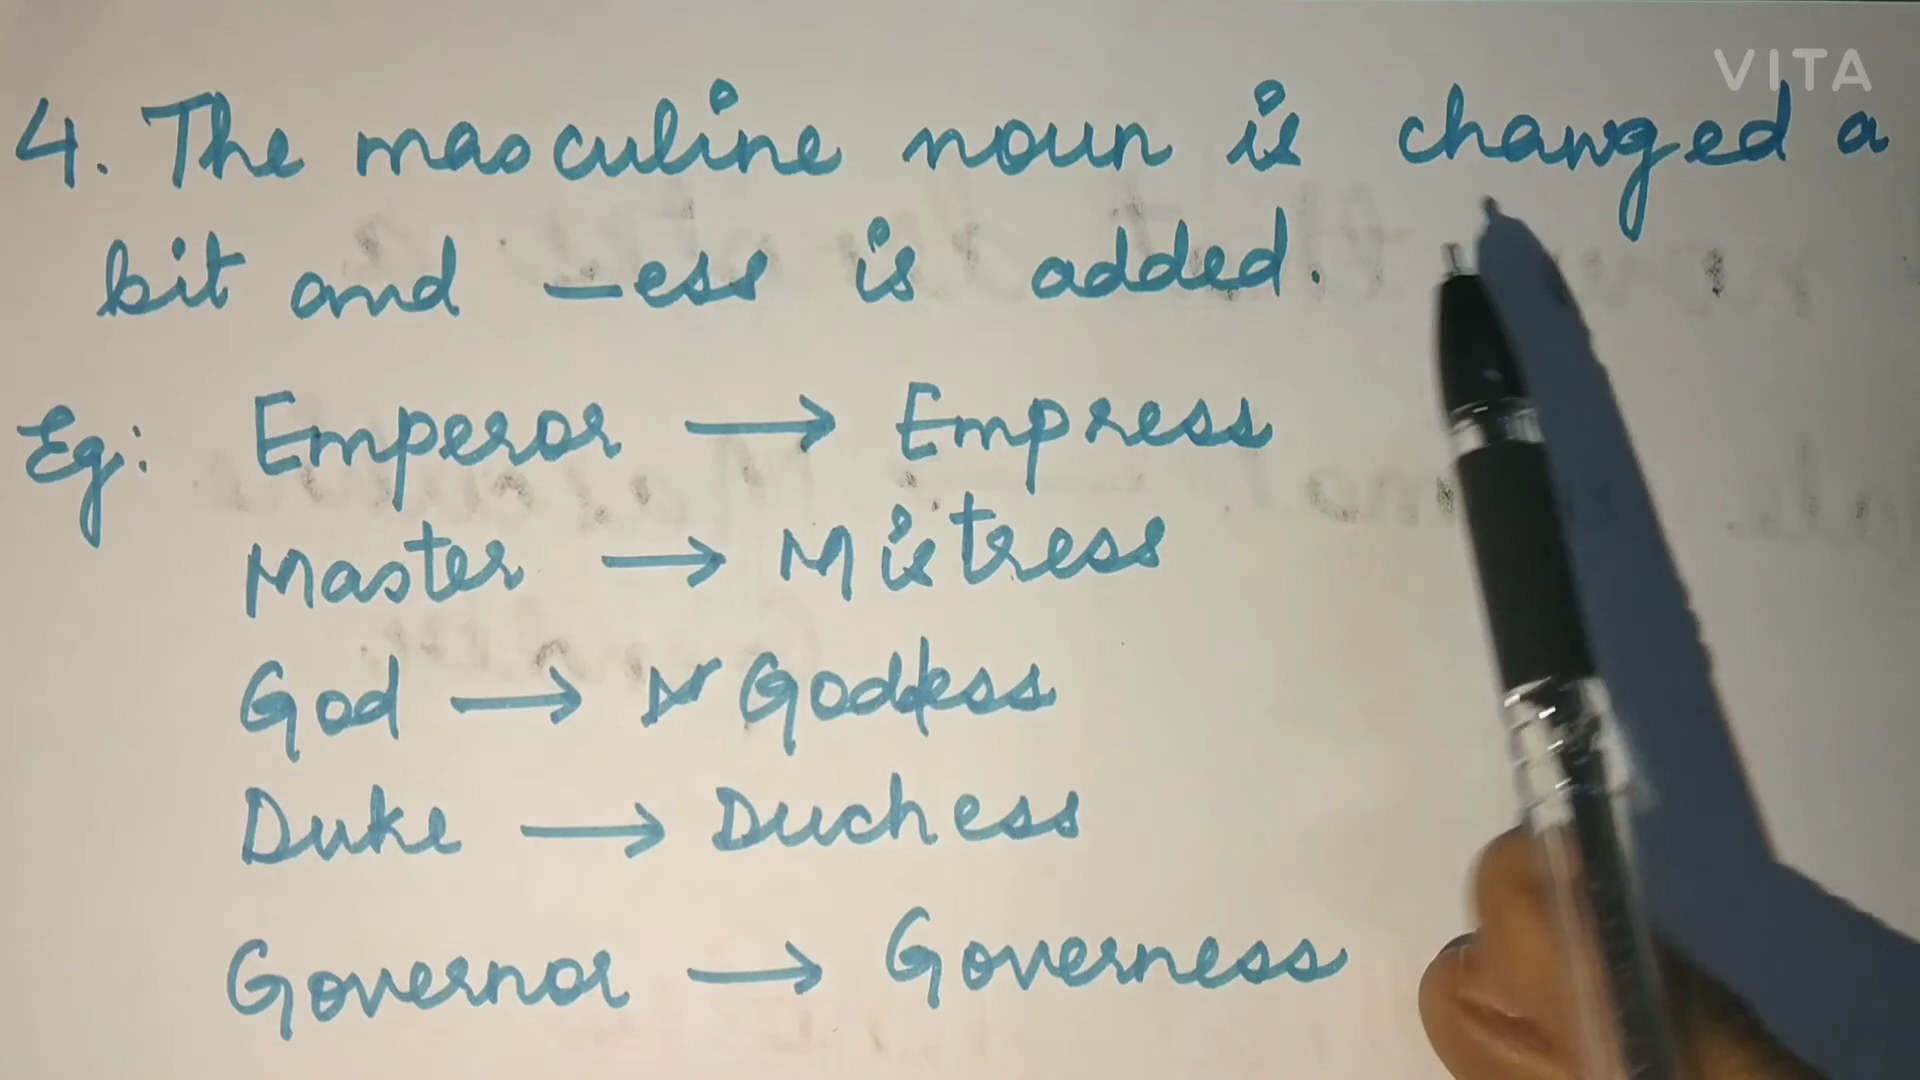 VITA
4. The masculine noun is changed a
bit and -ess is added.
Eg: Emperor → Empress
Master → Mistress
God → Goddess
Duke → Duchess
Governor → Governess